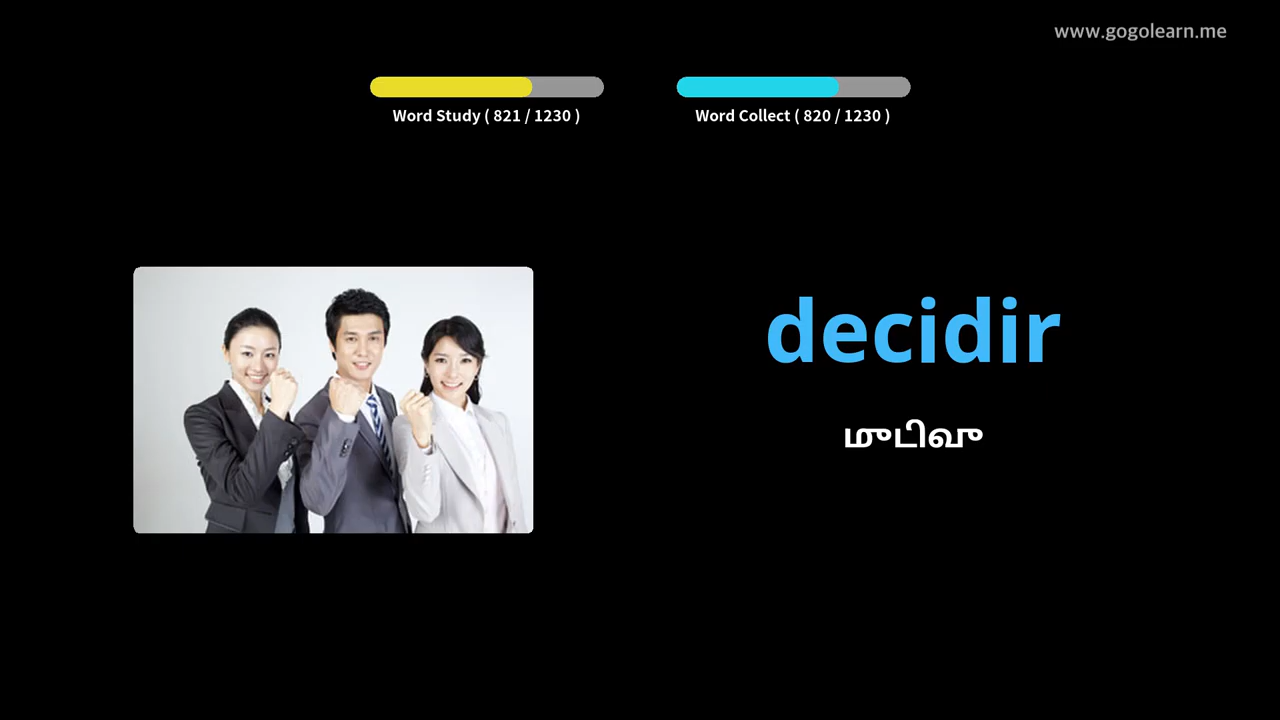 www.gogolearn.me
Word Study ( 821 / 1230 )
Word Collect ( 820 / 1230 )
decidir
முடிவு